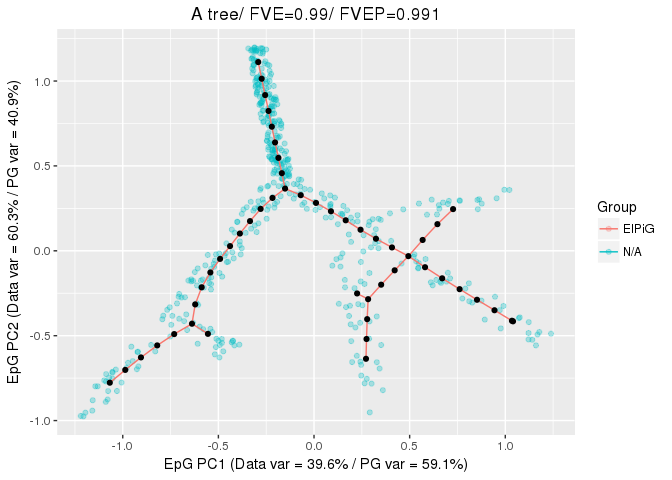 A tree/ FVE=0.99/ FVEP=0.991
EpG PC2 (Data var = 60.3% / PG var = 40.9%)
1.0
0.5
0.0
-0.5
-1.0
-1.0 -0.5 0.0 0.5 1.0
EpG PC1 (Data var = 39.6% / PG var = 59.1%)
Group
ElPiG
N/A